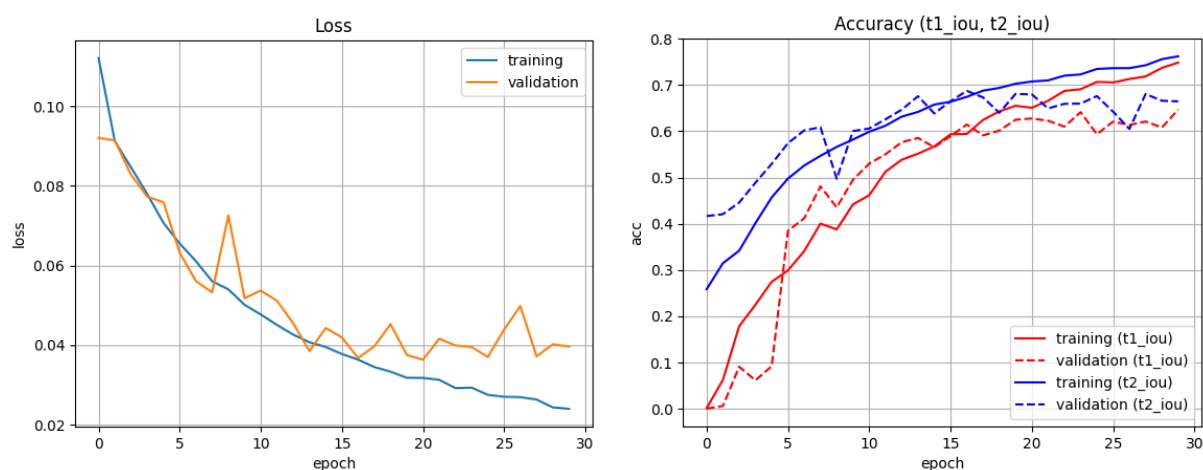 Loss
training
validation
0.10
0.08
0.06
0.04
0.02
loss
0 5 10 15 20 25 30
epoch
Accuracy (t1_iou, t2_iou)
0.8
0.7
0.6
0.5
0.4
0.3
0.2
0.1
0.0
acc
training (t1_iou)
validation (t1_iou)
training (t2_iou)
validation (t2_iou)
0 5 10 15 20 25 30
epoch